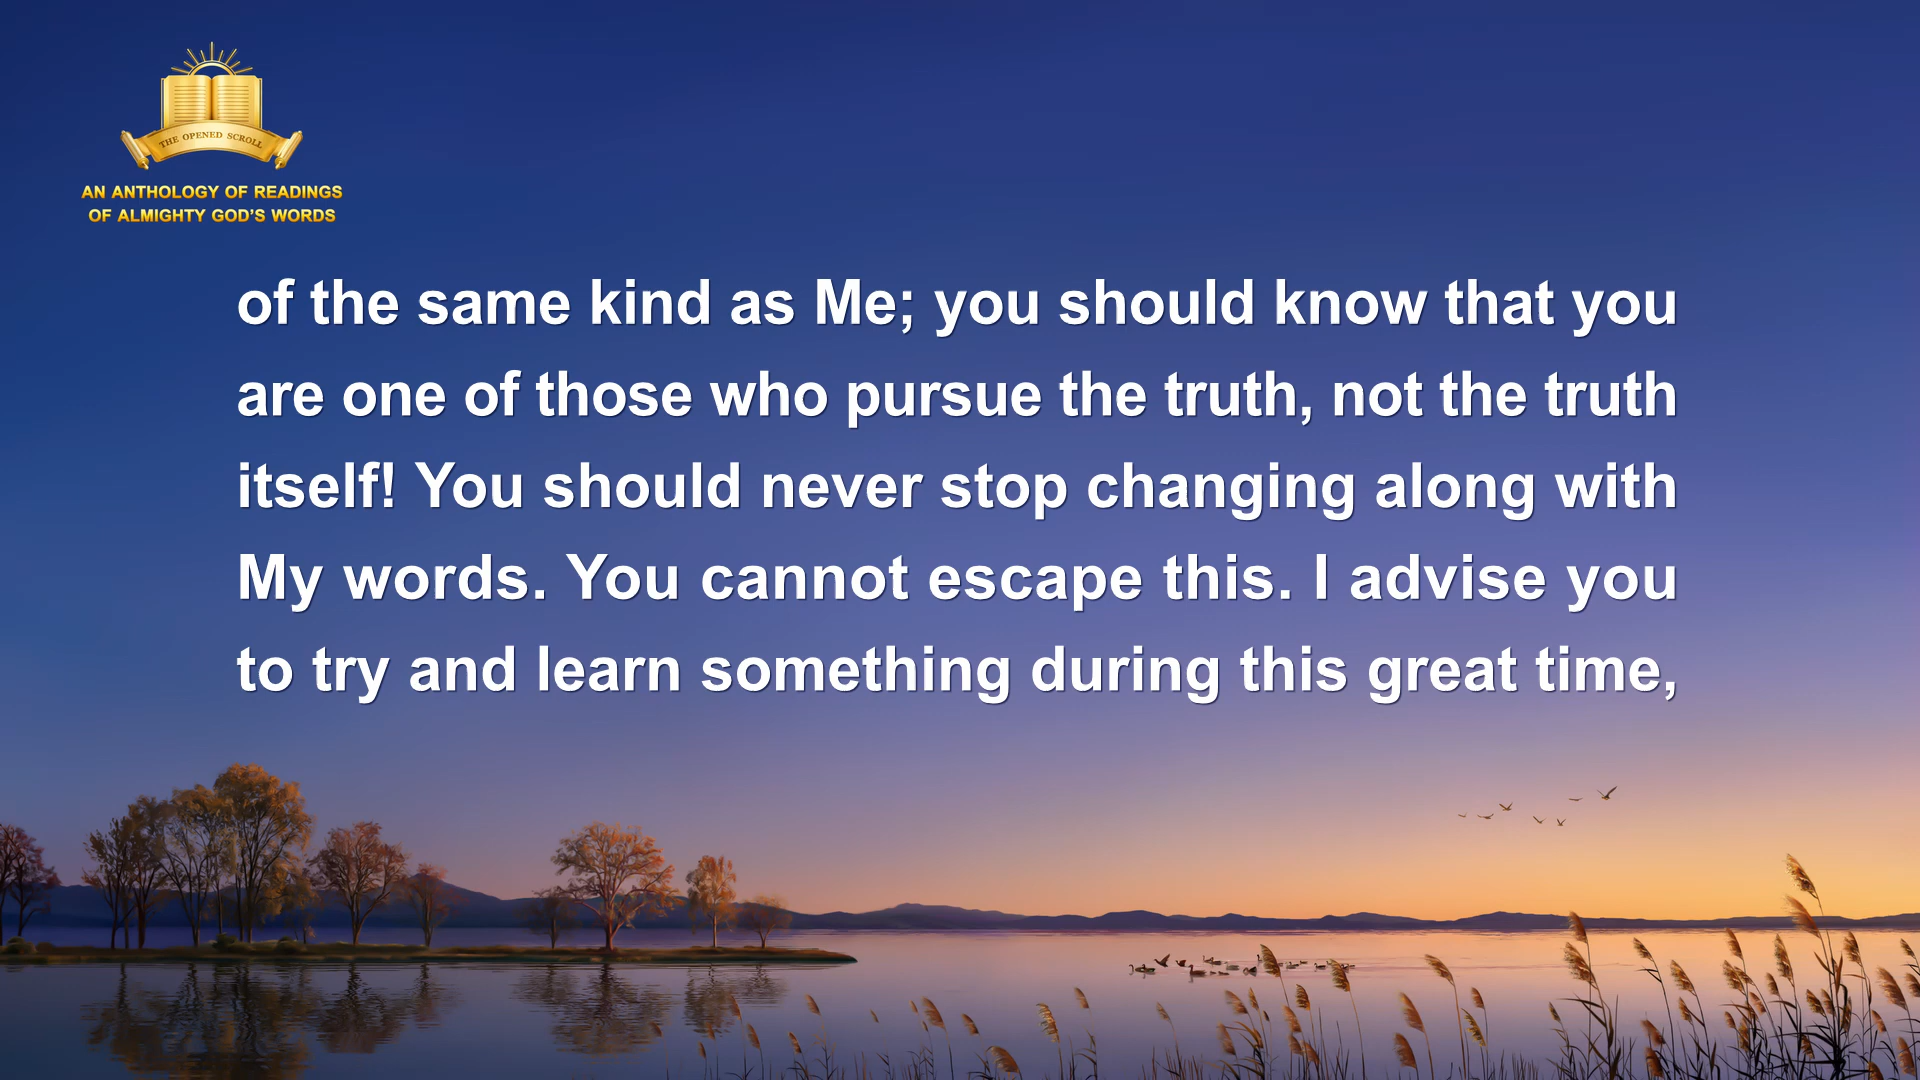 THE OPENED SCROLL
AN ANTHOLOGY OF READINGS
OF ALMIGHTY GOD'S WORDS
of the same kind as Me; you should know that you
are one of those who pursue the truth, not the truth
itself! You should never stop changing along with
My words. You cannot escape this. I advise you
to try and learn something during this great time,